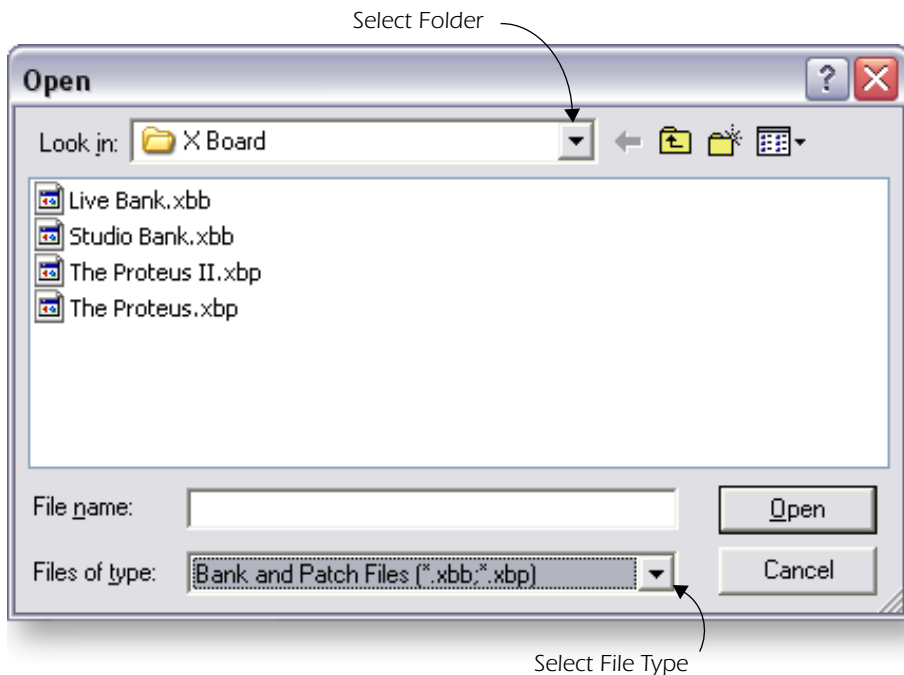 Select Folder
Open
Look in: X Board
Live Bank.xbb
Studio Bank.xbb
The Proteus II.xbp
The Proteus.xbp
File name:
Open
Files of type: Bank and Patch Files (*.xbb;*.xbp)
Cancel
Select File Type